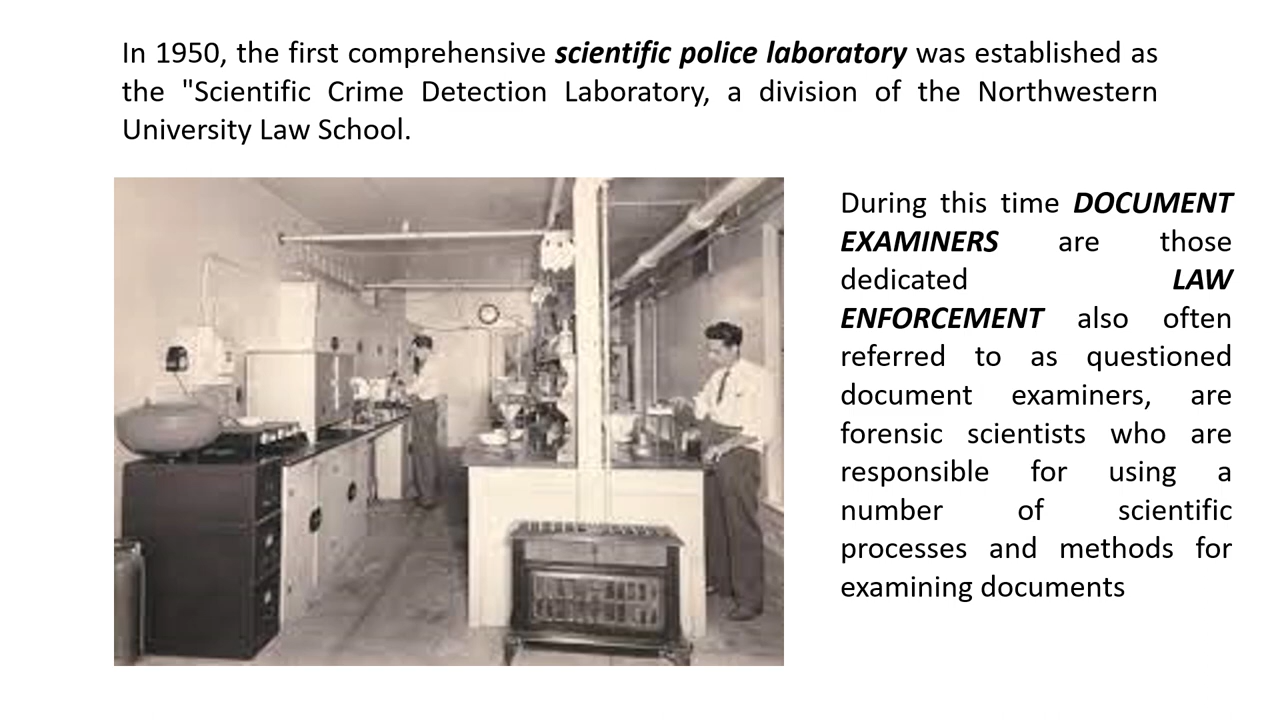 In 1950, the first comprehensive scientific police laboratory was established as
the "Scientific Crime Detection Laboratory, a division of the Northwestern
University Law School.
During this time DOCUMENT
EXAMINERS are those
dedicated LAW
ENFORCEMENT also often
referred to as questioned
document examiners, are
forensic scientists who are
responsible for using a
number of scientific
processes and methods for
examining documents